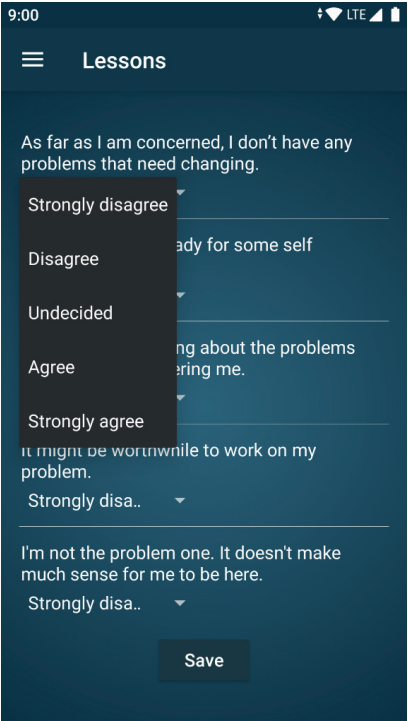 9:00
LTE
Lessons
As far as I am concerned, I don’t have any
problems that need changing.
Strongly disagree
ady for some self
Disagree
Undecided
ng about the problems
Agree
ering me.
Strongly agree
It might be worthwhile to work on my
problem.
Strongly disa..
I'm not the problem one. It doesn't make
much sense for me to be here.
Strongly disa..
Save